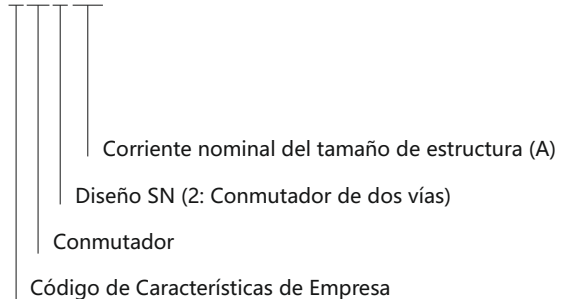 Corriente nominal del tamaño de estructura (A)
Diseño SN (2: Conmutador de dos vías)
Conmutador
Código de Características de Empresa